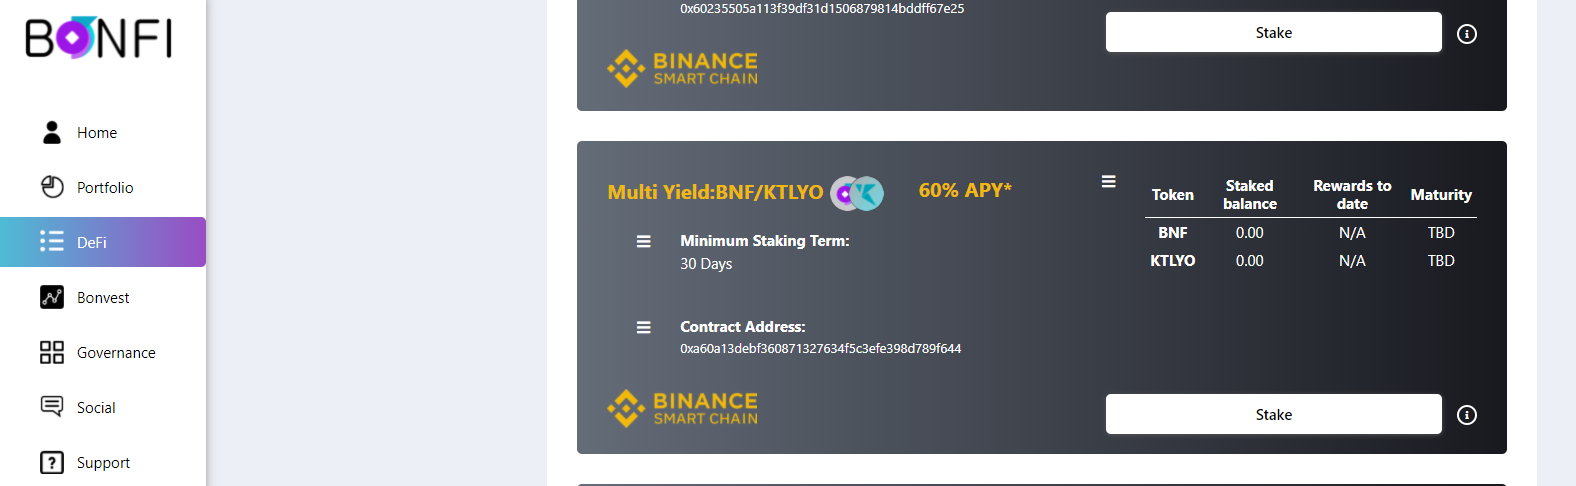 BONFI
Home
Portfolio
DeFi
Bonvest
Governance
Social
Support
0x60235505a113f39df31d1506879814bddff67e25
BINANCE
SMART CHAIN
Stake
Multi Yield:BNF/KTLYO
60% APY*
Minimum Staking Term:
30 Days
Contract Address:
0xa60a13debf360871327634f5c3efe398d789f644
BINANCE
SMART CHAIN
Token Staked balance Rewards to date Maturity
BNF 0.00 N/A TBD
KTLYO 0.00 N/A TBD
Stake